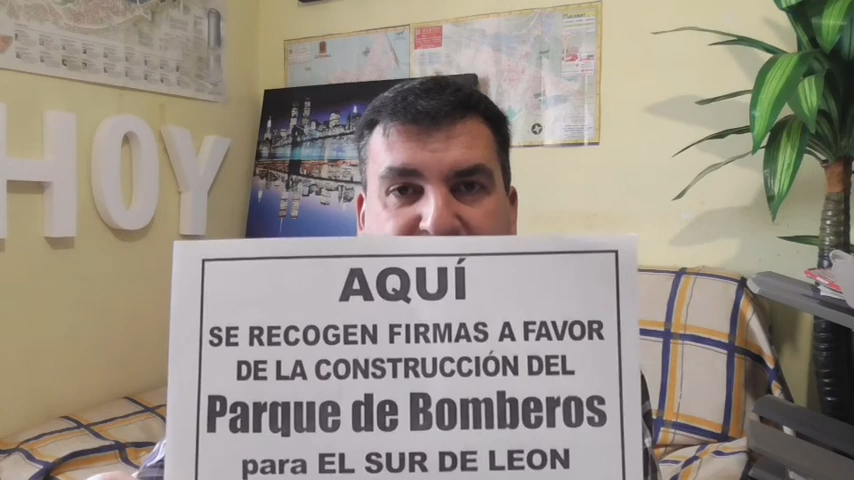 HOY
AQUÍ
SE RECOGEN FIRMAS A FAVOR
DE LA CONSTRUCCIÓN DEL
Parque de Bomberos
para EL SUR DE LEON